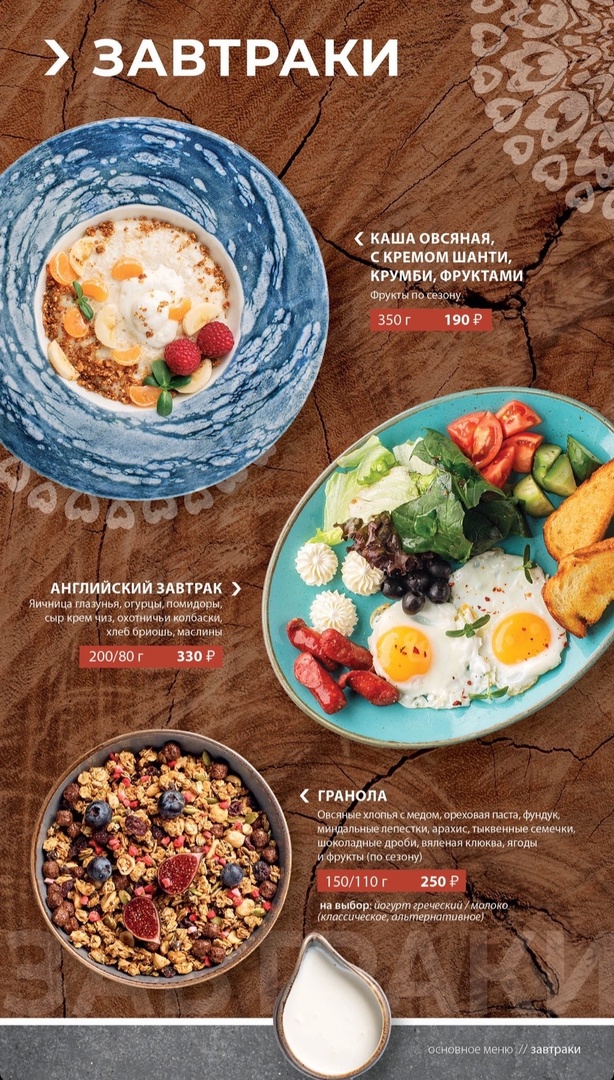 ЗАВТРАКИ
КАША ОВСЯНАЯ,
С КРЕМОМ ШАНТИ,
КРУМБИ, ФРУКТАМИ
Фрукты по сезону
350 г 190 ₽
АНГЛИЙСКИЙ ЗАВТРАК
Яичница глазунья, огурцы, помидоры,
сыр крем чиз, охотничьи колбаски,
хлеб бриошь, маслины
200/80 г 330 ₽
ГРАНОЛА
Овсяные хлопья с медом, ореховая паста, фундук,
миндальные лепестки, арахис, тыквенные семечки,
шоколадные дроби, вяленая клюква, ягоды
и фрукты (по сезону)
150/110 г 250 ₽
на выбор: йогурт греческий / молоко
(классическое, альтернативное)
ЗАВТРАКИ
основное меню // завтраки